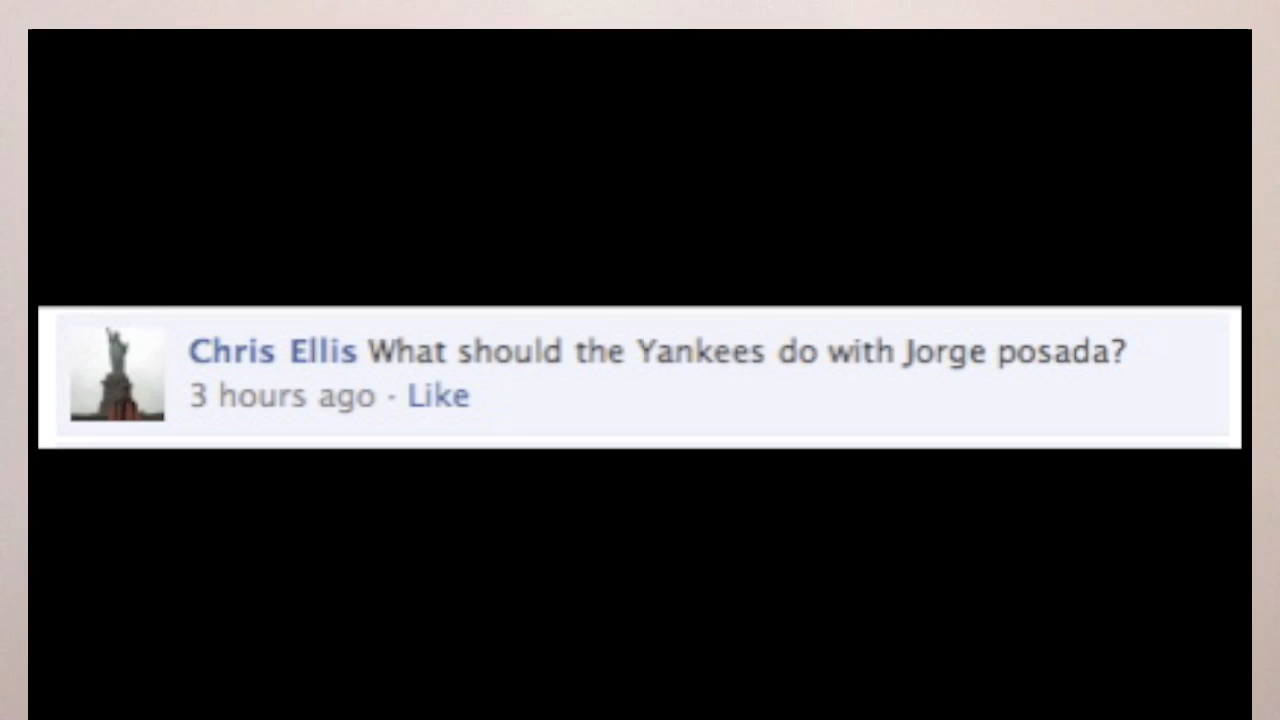 Chris Ellis What should the Yankees do with Jorge posada?
3 hours ago · Like